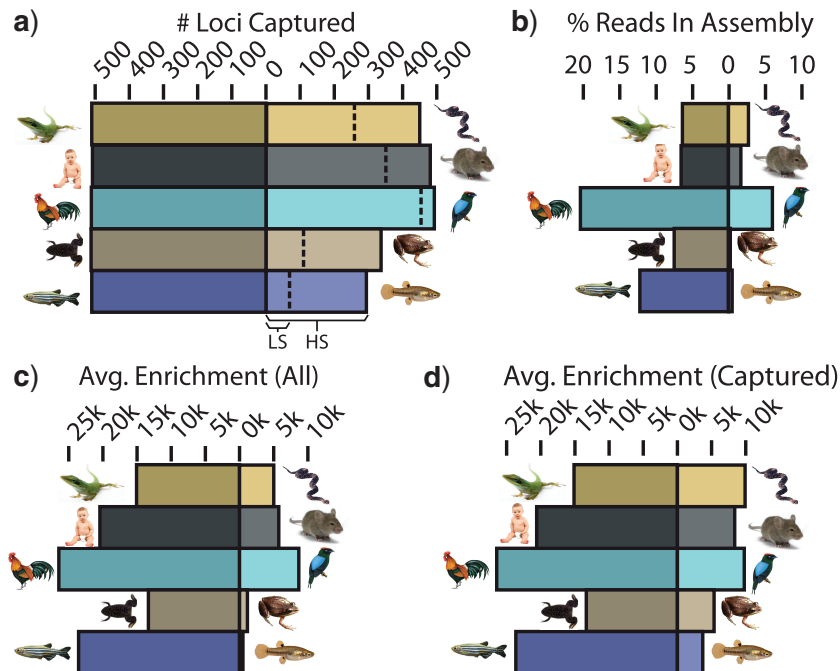 a) # Loci Captured
500 400 300 200 100 0 100 200 300 400 500
LS HS
b) % Reads In Assembly
20 15 10 5 0 5 10
c) Avg. Enrichment (All)
25k 20k 15k 10k 5k 0k 5k 10k
d) Avg. Enrichment (Captured)
25k 20k 15k 10k 5k 0k 5k 10k